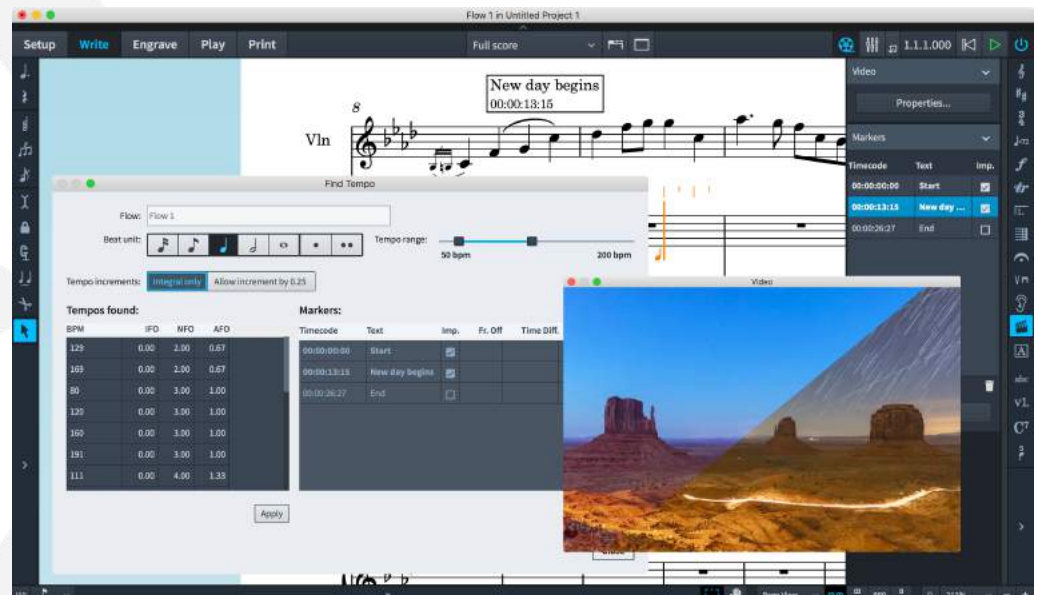 Flow 1 in Untitled Project 1
Setup Write Engrave Play Print Full score 1.1.1.000
Video
Properties...
New day begins
00:00:13:15
8
Vln
Markers
Timecode Text Imp.
00:00:00:00 Start
00:00:13:15 New day ...
00:00:26:27 End
Find Tempo
Flow: Flow 1
Beat unit: Tempo range:
50 bpm 200 bpm
Tempo increments: Integral only Allow increment by 0.25
Tempos found: Markers:
BPM IFO NFO AFO Timecode Text Imp. Fr. Off Time Diff.
129 0.00 2.00 0.67 00:00:00:00 Start
169 0.00 2.00 0.67 00:00:13:15 New day begins
80 0.00 3.00 1.00 00:00:26:27 End
120 0.00 3.00 1.00
160 0.00 3.00 1.00
191 0.00 3.00 1.00
111 0.00 4.00 1.33
Apply
Video